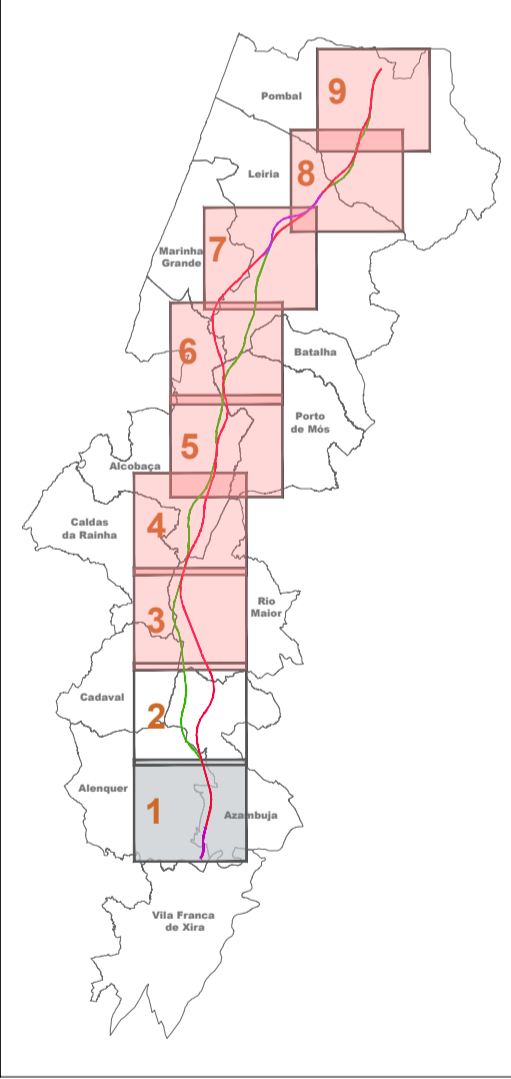 9
Pombal
8
Leiria
7
Marinha
Grande
6
Batalha
Porto
de Mós
5
Alcobaça
4
Caldas
da Rainha
3
Rio
Maior
Cadaval
2
Alenquer
1
Azambuja
Vila Franca
de Xira